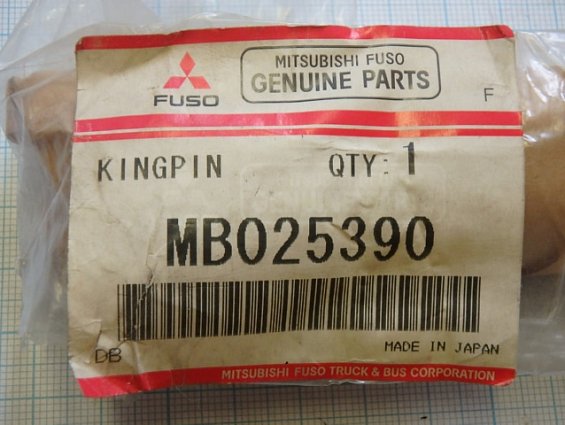 FUSO
MITSUBISHI FUSO
GENUINE PARTS
F
KINGPIN QTY: 1
MB025390
DB MADE IN JAPAN
MITSUBISHI FUSO TRUCK & BUS CORPORATION